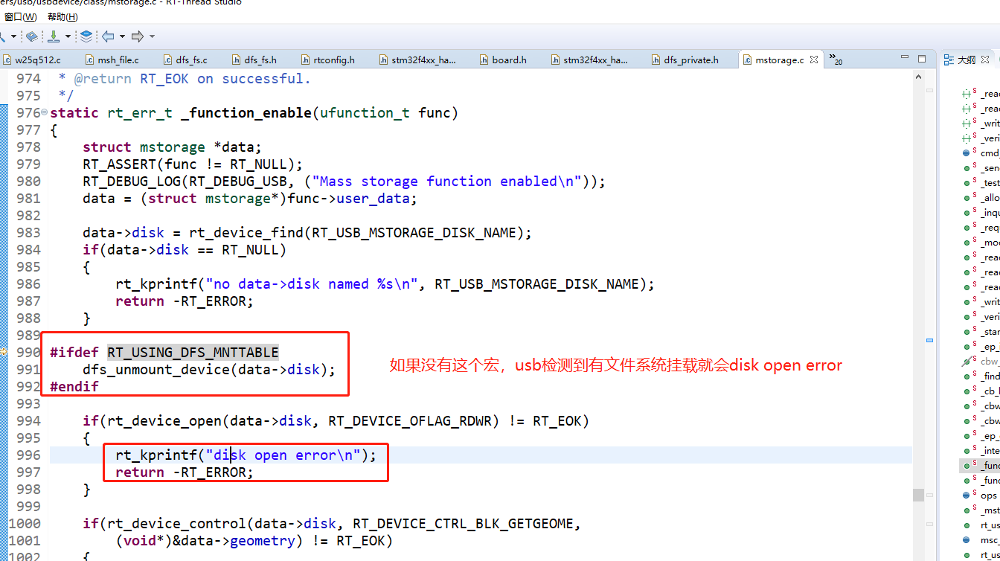 ers/usb/usbdevice/class/mstorage.c - RT-Thread Studio
窗口(W) 帮助(H)
w25q512.c msh_file.c dfs_fs.c dfs_fs.h rtconfig.h stm32f4xx_ha... board.h stm32f4xx_ha... dfs_private.h mstorage.c »20 大纲
974 * @return RT_EOK on successful.
975 */
976 static rt_err_t _function_enable(ufunction_t func)
977 {
978 struct mstorage *data;
979 RT_ASSERT(func != RT_NULL);
980 RT_DEBUG_LOG(RT_DEBUG_USB, ("Mass storage function enabled\n"));
981 data = (struct mstorage*)func->user_data;
982
983 data->disk = rt_device_find(RT_USB_MSTORAGE_DISK_NAME);
984 if(data->disk == RT_NULL)
985 {
986 rt_kprintf("no data->disk named %s\n", RT_USB_MSTORAGE_DISK_NAME);
987 return -RT_ERROR;
988 }
989
990 #ifdef RT_USING_DFS_MNTTABLE
991 dfs_unmount_device(data->disk);
如果没有这个宏，usb检测到有文件系统挂载就会disk open error
992 #endif
993
994 if(rt_device_open(data->disk, RT_DEVICE_OFLAG_RDWR) != RT_EOK)
995 {
996 rt_kprintf("disk open error\n");
997 return -RT_ERROR;
998 }
999
1000 if(rt_device_control(data->disk, RT_DEVICE_CTRL_BLK_GETGEOME,
1001 (void*)&data->geometry) != RT_EOK)
1002 {
_rea
_rea
_writ
_veri
cmd_
_sen
_test
_allo
_inqu
_req
_mo
_rea
_rea
_rea
_writ
_veri
_star
_ep_i
cbw_
_find
_cb_l
_cbw
_cbw
_ep_
_inte
_func
_func
ops
_mst
rt_us
msc_
rt_us